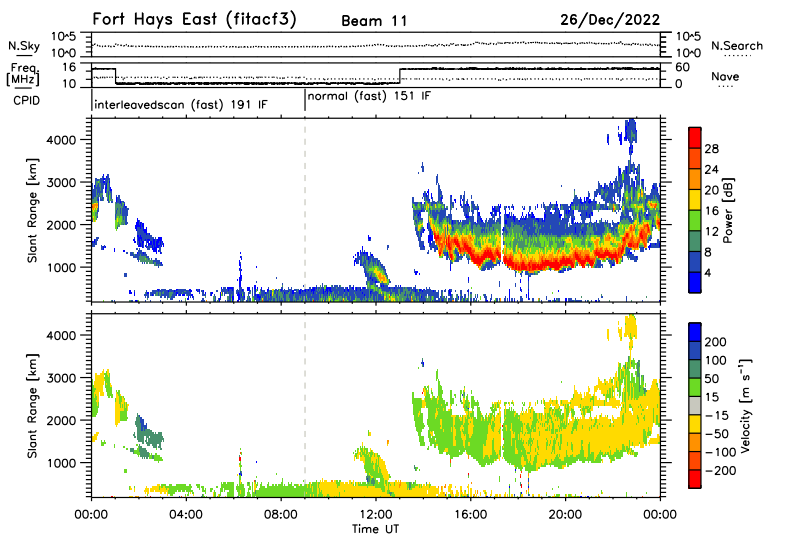 Fort Hays East (fitacf3) Beam 11 26/Dec/2022
N.Sky 10^5 10^0 10^5 10^0 N.Search
Freq. [MHz] 16 10 60 0 Nave
CPID interleavedscan (fast) 191 IF normal (fast) 151 IF
Slant Range [km]
4000
3000
2000
1000
Power [dB]
28
24
20
16
12
8
4
Slant Range [km]
4000
3000
2000
1000
Velocity [m s⁻¹]
200
100
50
15
-15
-50
-100
-200
00:00 04:00 08:00 12:00 16:00 20:00 00:00
Time UT